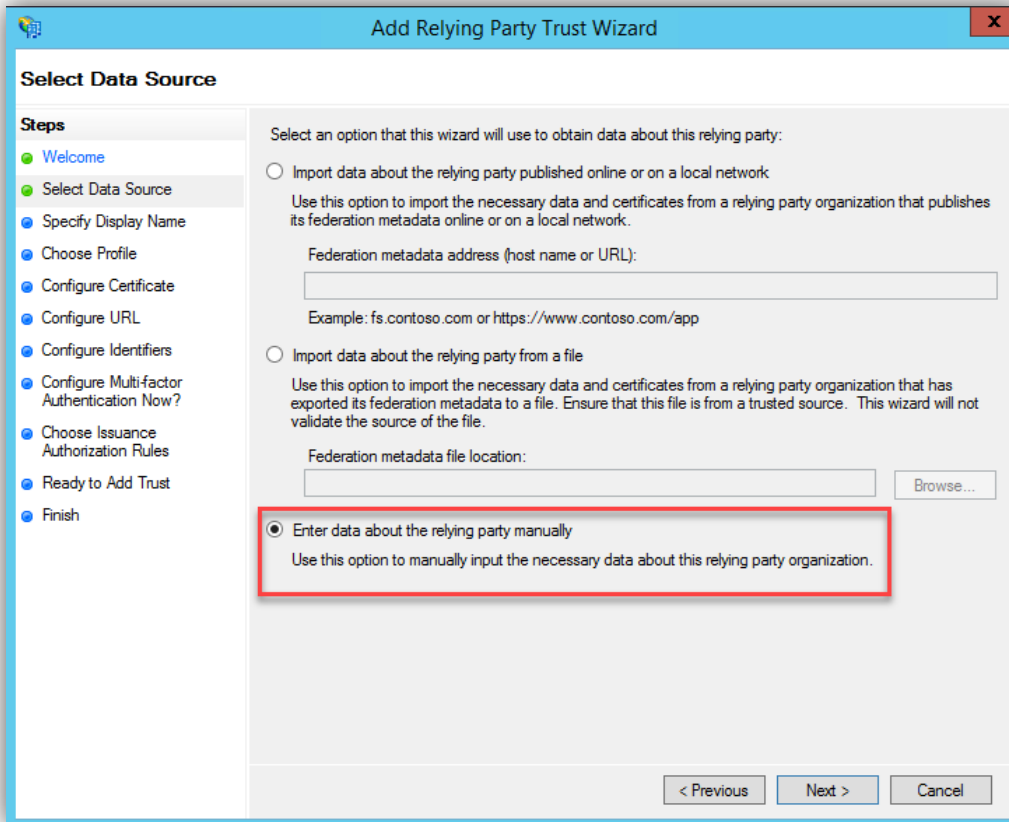 Add Relying Party Trust Wizard
x
Select Data Source
Steps
Welcome
Select Data Source
Specify Display Name
Choose Profile
Configure Certificate
Configure URL
Configure Identifiers
Configure Multi-factor
Authentication Now?
Choose Issuance
Authorization Rules
Ready to Add Trust
Finish
Select an option that this wizard will use to obtain data about this relying party:
Import data about the relying party published online or on a local network
Use this option to import the necessary data and certificates from a relying party organization that publishes
its federation metadata online or on a local network.
Federation metadata address (host name or URL):
Example: fs.contoso.com or https://www.contoso.com/app
Import data about the relying party from a file
Use this option to import the necessary data and certificates from a relying party organization that has
exported its federation metadata to a file. Ensure that this file is from a trusted source.  This wizard will not
validate the source of the file.
Federation metadata file location:
Browse...
Enter data about the relying party manually
Use this option to manually input the necessary data about this relying party organization.
< Previous
Next >
Cancel